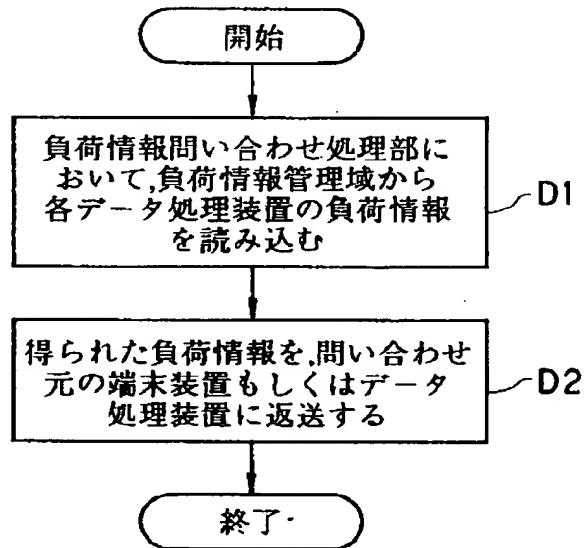 開始
負荷情報問い合わせ処理部に
おいて,負荷情報管理域から
各データ処理装置の負荷情報
を読み込む
D1
得られた負荷情報を,問い合わせ
元の端末装置もしくはデータ
処理装置に返送する
D2
終了